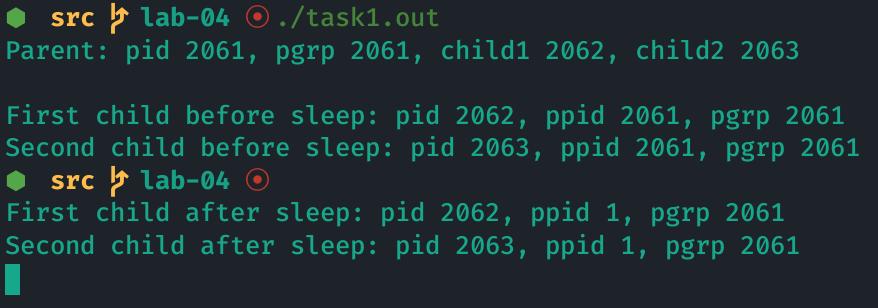 src lab-04 ./task1.out
Parent: pid 2061, pgrp 2061, child1 2062, child2 2063
First child before sleep: pid 2062, ppid 2061, pgrp 2061
Second child before sleep: pid 2063, ppid 2061, pgrp 2061
src lab-04
First child after sleep: pid 2062, ppid 1, pgrp 2061
Second child after sleep: pid 2063, ppid 1, pgrp 2061